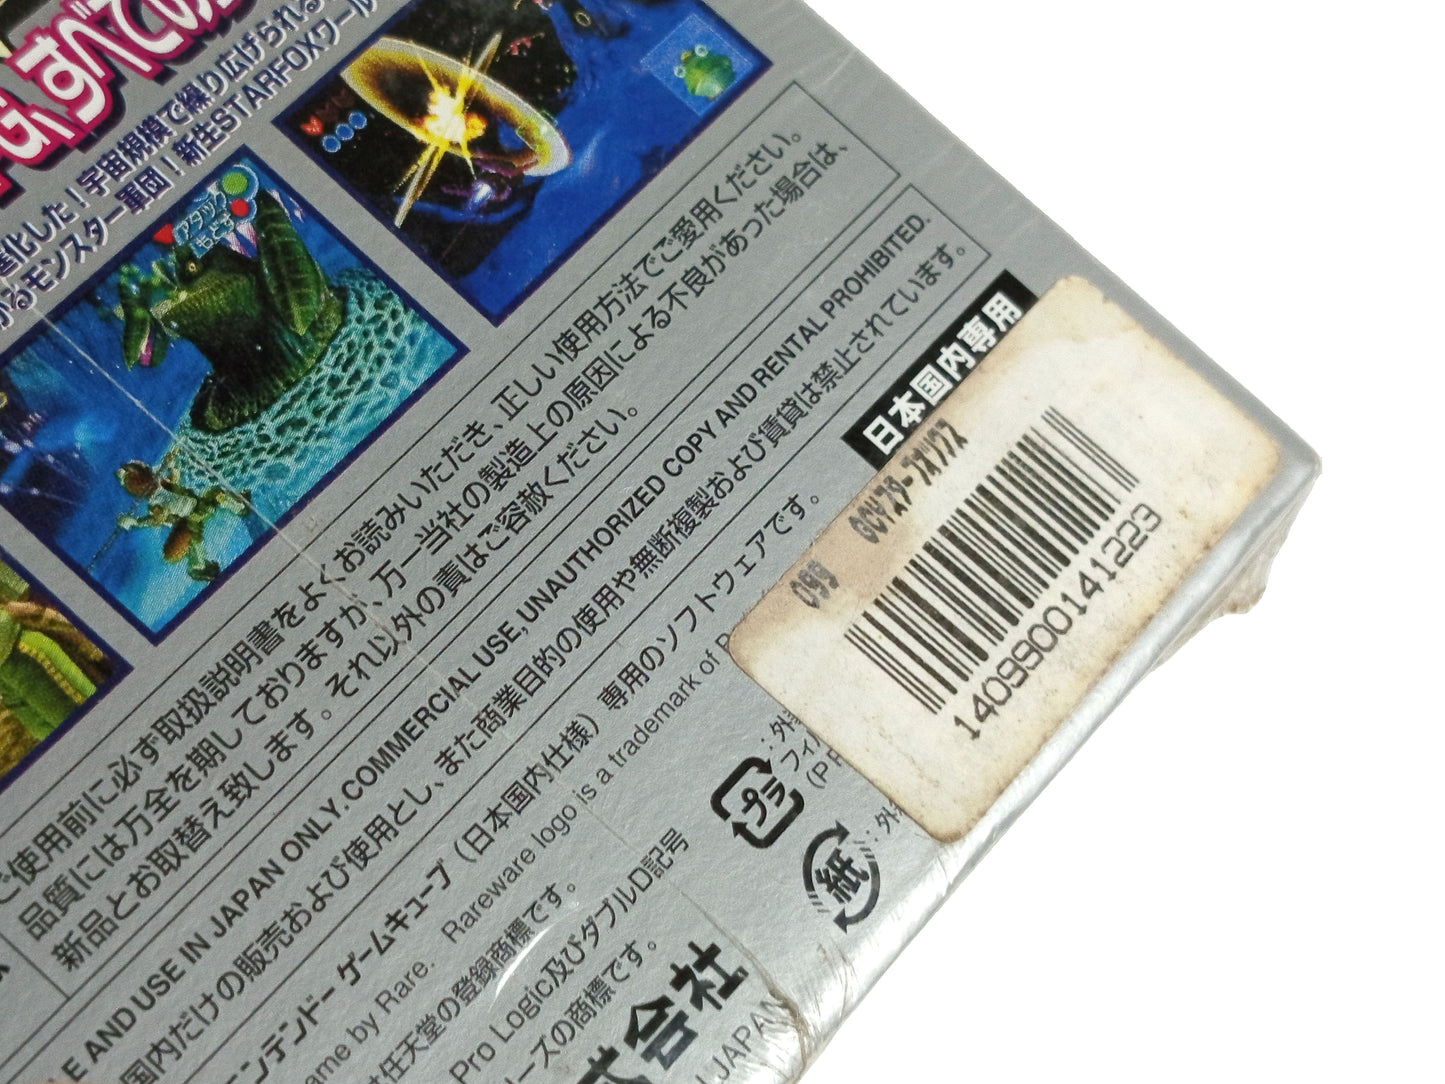 は、すべての
進化した！宇宙規模で繰り広げられる
るモンスター軍団！新生STARFOXワール
アタック
もどす
ご使用前に必ず取扱説明書をよくお読みいただき、正しい使用方法でご愛用ください。
品質には万全を期しておりますが、万一当社の製造上の原因による不良があった場合は、
新品とお取替え致します。それ以外の責はご容赦ください。
E AND USE IN JAPAN ONLY. COMMERCIAL USE, UNAUTHORIZED COPY AND RENTAL PROHIBITED.
国内だけの販売および使用とし、また商業目的の使用や無断複製および賃貸は禁止されています。
日本国内専用
ンテンドー ゲームキューブ（日本国内仕様）専用のソフトウェアです。
ame by Rare. Rareware logo is a trademark of
任天堂の登録商標です。
Pro Logic及びダブルD記号
ーズの商標です。
式会社
JAPAN
プラ
:外
フィ
(PP
紙
:外
099
GCソスターフォックス
1409900141223